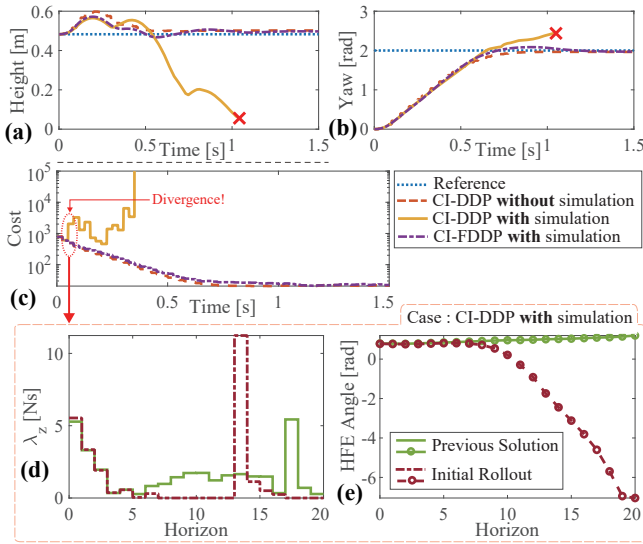 0.6
0.4
0.2
0
Height [m]
0 0.5 1 1.5
Time [s]
(a)
3
2
1
0
Yaw [rad]
0 0.5 1 1.5
Time [s]
(b)
10^5
10^4
10^3
10^2
Cost
Divergence!
0.5 1 1.5
Time [s]
(c)
Reference
CI-DDP without simulation
CI-DDP with simulation
CI-FDDP with simulation
Case : CI-DDP with simulation
10
5
0
λ_z [Ns]
0 5 10 15 20
Horizon
(d)
0
-2
-4
-6
HFE Angle [rad]
Previous Solution
Initial Rollout
0 5 10 15 20
Horizon
(e)